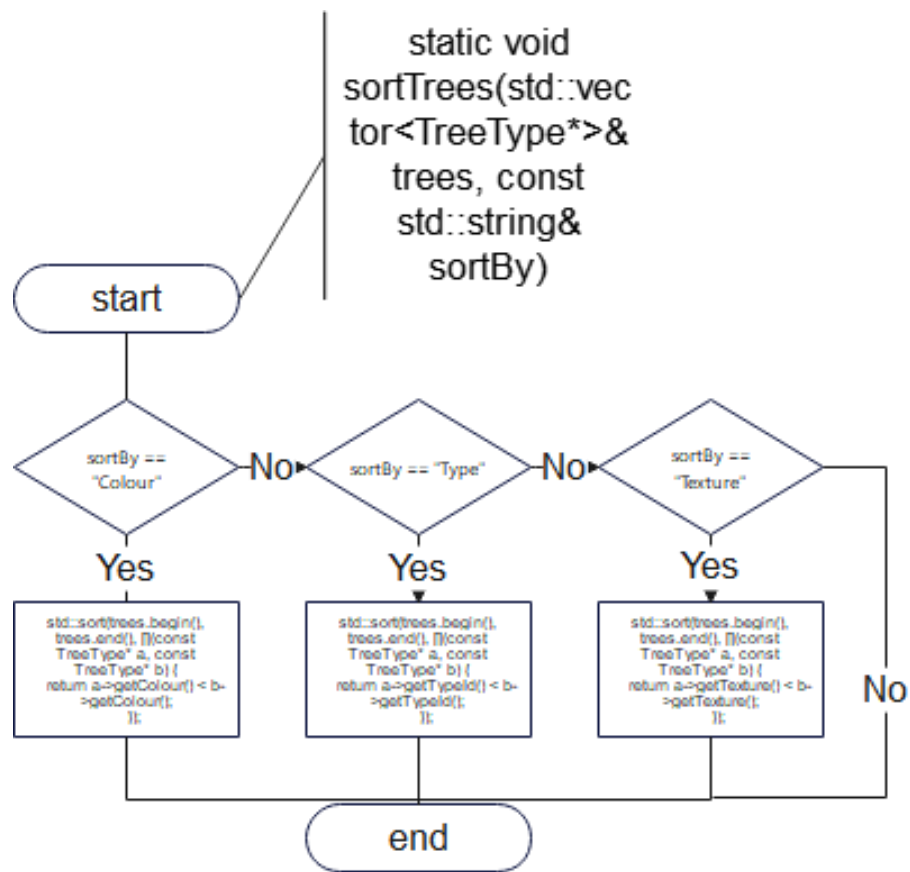 static void
sortTrees(std::vec
tor<TreeType*>&
trees, const
std::string&
sortBy)
start
sortBy ==
"Colour"
No
sortBy == "Type"
No
sortBy ==
"Texture"
Yes
Yes
Yes
std::sort(trees.begin(),
trees.end(), [](const
TreeType* a, const
TreeType* b) {
return a->getColour() < b-
>getColour();
});
std::sort(trees.begin(),
trees.end(), [](const
TreeType* a, const
TreeType* b) {
return a->getTypeId() < b-
>getTypeId();
});
std::sort(trees.begin(),
trees.end(), [](const
TreeType* a, const
TreeType* b) {
return a->getTexture() < b-
>getTexture();
});
No
end